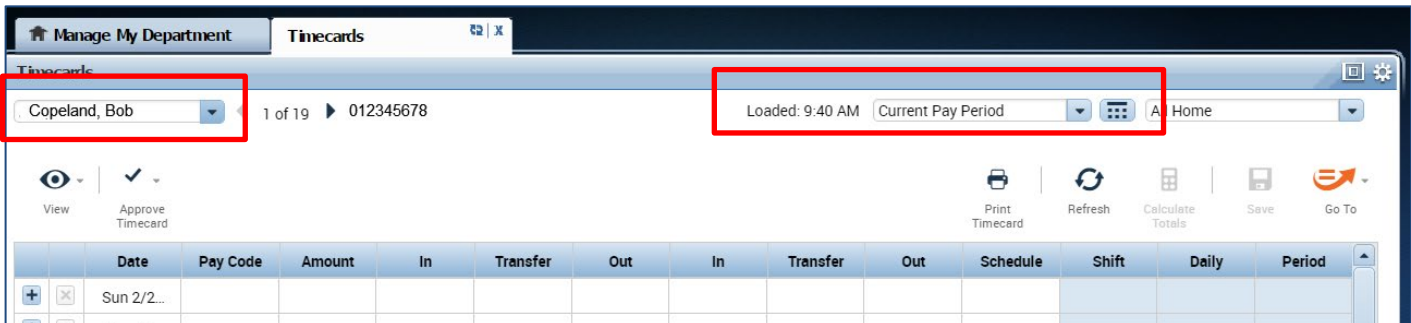 Manage My Department Timecards X
Timecards
Copeland, Bob 1 of 19 012345678 Loaded: 9:40 AM Current Pay Period All Home
View Approve Timecard Print Timecard Refresh Calculate Totals Save Go To
Date Pay Code Amount In Transfer Out In Transfer Out Schedule Shift Daily Period
Sun 2/2...